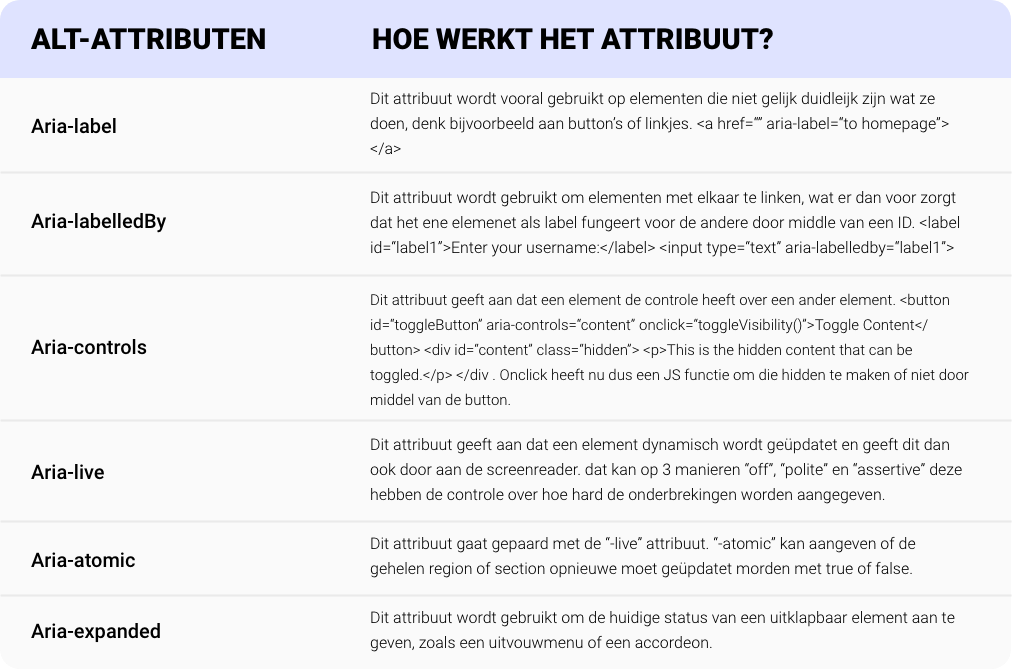 ALT-ATTRIBUTEN
HOE WERKT HET ATTRIBUUT?
Aria-label
Dit attribuut wordt vooral gebruikt op elementen die niet gelijk duidleijk zijn wat ze
doen, denk bijvoorbeeld aan button’s of linkjes. <a href=“” aria-label=“to homepage”>
</a>
Aria-labelledBy
Dit attribuut wordt gebruikt om elementen met elkaar te linken, wat er dan voor zorgt
dat het ene elemenet als label fungeert voor de andere door middle van een ID. <label
id=“label1”>Enter your username:</label> <input type=“text” aria-labelledby=“label1”>
Aria-controls
Dit attribuut geeft aan dat een element de controle heeft over een ander element. <button
id=“toggleButton” aria-controls=“content” onclick=“toggleVisibility()”>Toggle Content</
button> <div id=“content” class=“hidden”> <p>This is the hidden content that can be
toggled.</p> </div . Onclick heeft nu dus een JS functie om die hidden te maken of niet door
middel van de button.
Aria-live
Dit attribuut geeft aan dat een element dynamisch wordt geüpdatet en geeft dit dan
ook door aan de screenreader. dat kan op 3 manieren “off”, “polite” en “assertive” deze
hebben de controle over hoe hard de onderbrekingen worden aangegeven.
Aria-atomic
Dit attribuut gaat gepaard met de “-live” attribuut. “-atomic” kan aangeven of de
gehelen region of section opnieuwe moet geüpdatet morden met true of false.
Aria-expanded
Dit attribuut wordt gebruikt om de huidige status van een uitklapbaar element aan te
geven, zoals een uitvouwmenu of een accordeon.